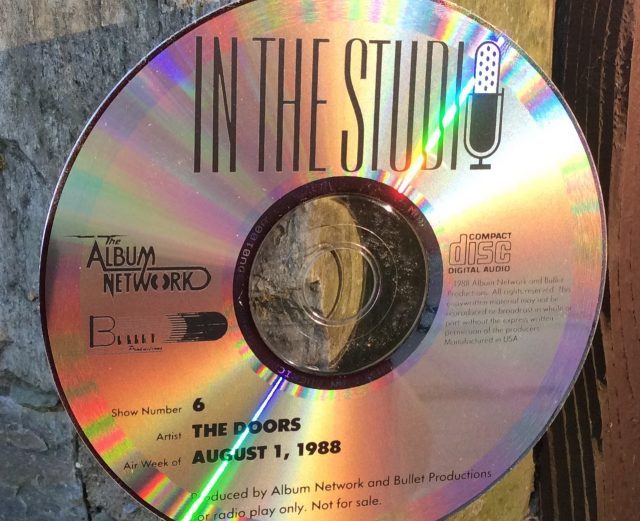 IN THE STUDIO
The
ALBUM
NETWORK
BULLET
Productions
COMPACT
disc
DIGITAL AUDIO
1988 Album Network and Bullet
Productions. All rights reserved. This
copywritten material may not be
reproduced or broadcast in whole or
part without the express written
permission of the producers.
Manufactured in USA
Show Number 6
Artist THE DOORS
Air Week of AUGUST 1, 1988
Produced by Album Network and Bullet Productions
For radio play only. Not for sale.